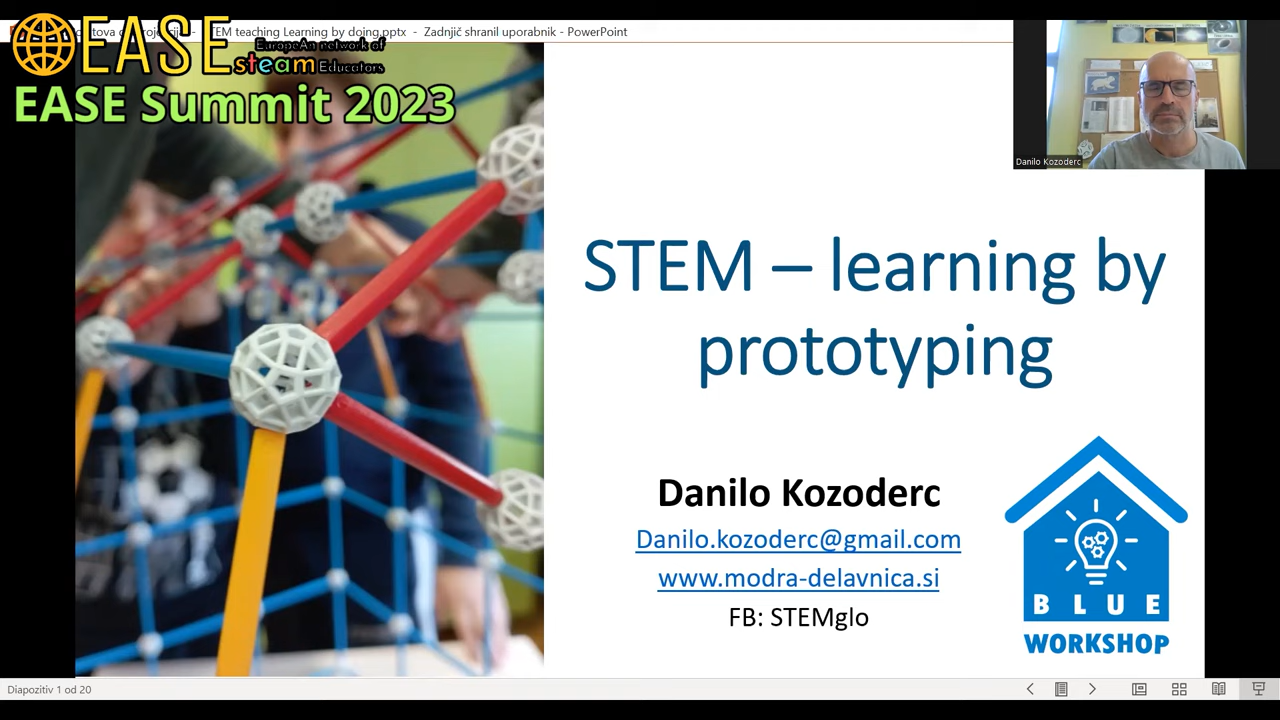 EASE
EuropeAn network of
steam Educators
EASE Summit 2023
STEM teaching Learning by doing.pptx - Zadnjič shranil uporabnik - PowerPoint
Danilo Kozoderc
STEM – learning by
prototyping
Danilo Kozoderc
Danilo.kozoderc@gmail.com
www.modra-delavnica.si
FB: STEMglo
BLUE
WORKSHOP
Diapozitiv 1 od 20